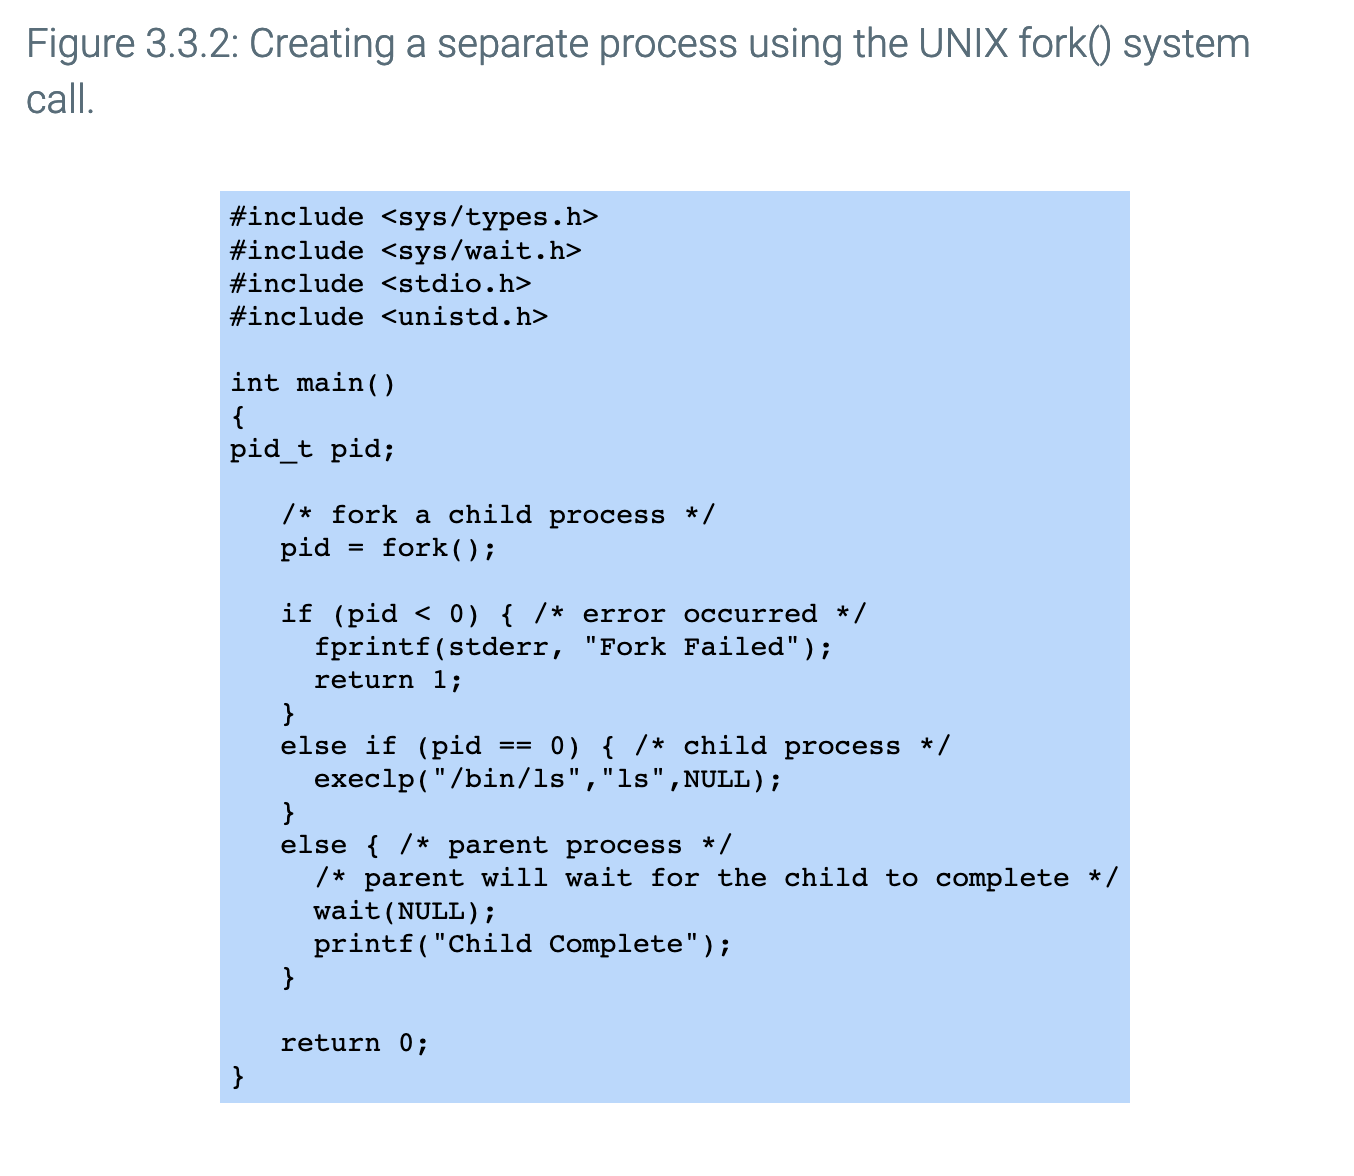 Figure 3.3.2: Creating a separate process using the UNIX fork() system
call.
#include <sys/types.h>
#include <sys/wait.h>
#include <stdio.h>
#include <unistd.h>
int main()
{
pid_t pid;
/* fork a child process */
pid = fork();
if (pid < 0) { /* error occurred */
fprintf(stderr, "Fork Failed");
return 1;
}
else if (pid == 0) { /* child process */
execlp("/bin/ls","ls",NULL);
}
else { /* parent process */
/* parent will wait for the child to complete */
wait(NULL);
printf("Child Complete");
}
return 0;
}